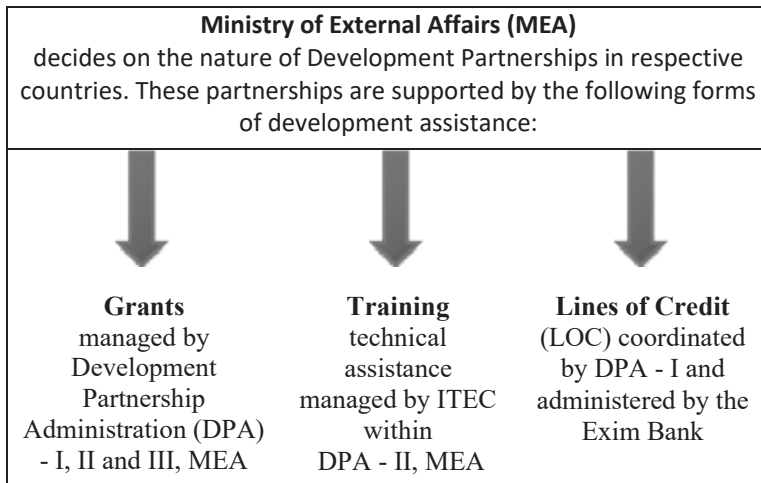 Ministry of External Affairs (MEA)
decides on the nature of Development Partnerships in respective
countries. These partnerships are supported by the following forms
of development assistance:
Grants
managed by
Development
Partnership
Administration (DPA)
- I, II and III, MEA
Training
technical
assistance
managed by ITEC
within
DPA - II, MEA
Lines of Credit
(LOC) coordinated
by DPA - I and
administered by the
Exim Bank